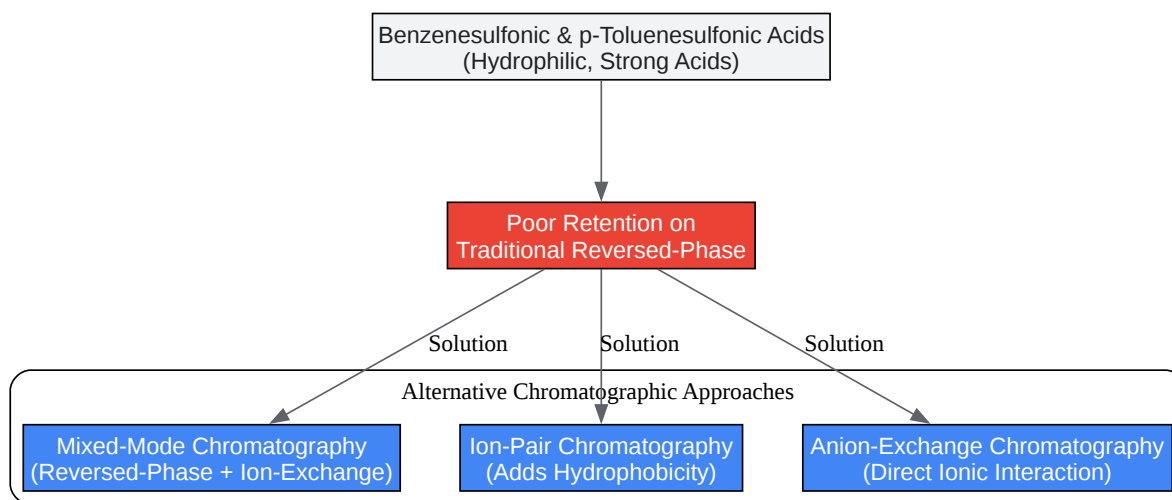 Benzenesulfonic & p-Toluenesulfonic Acids
(Hydrophilic, Strong Acids)
Poor Retention on
Traditional Reversed-Phase
Solution
Solution
Solution
Alternative Chromatographic Approaches
Mixed-Mode Chromatography
(Reversed-Phase + Ion-Exchange)
Ion-Pair Chromatography
(Adds Hydrophobicity)
Anion-Exchange Chromatography
(Direct Ionic Interaction)